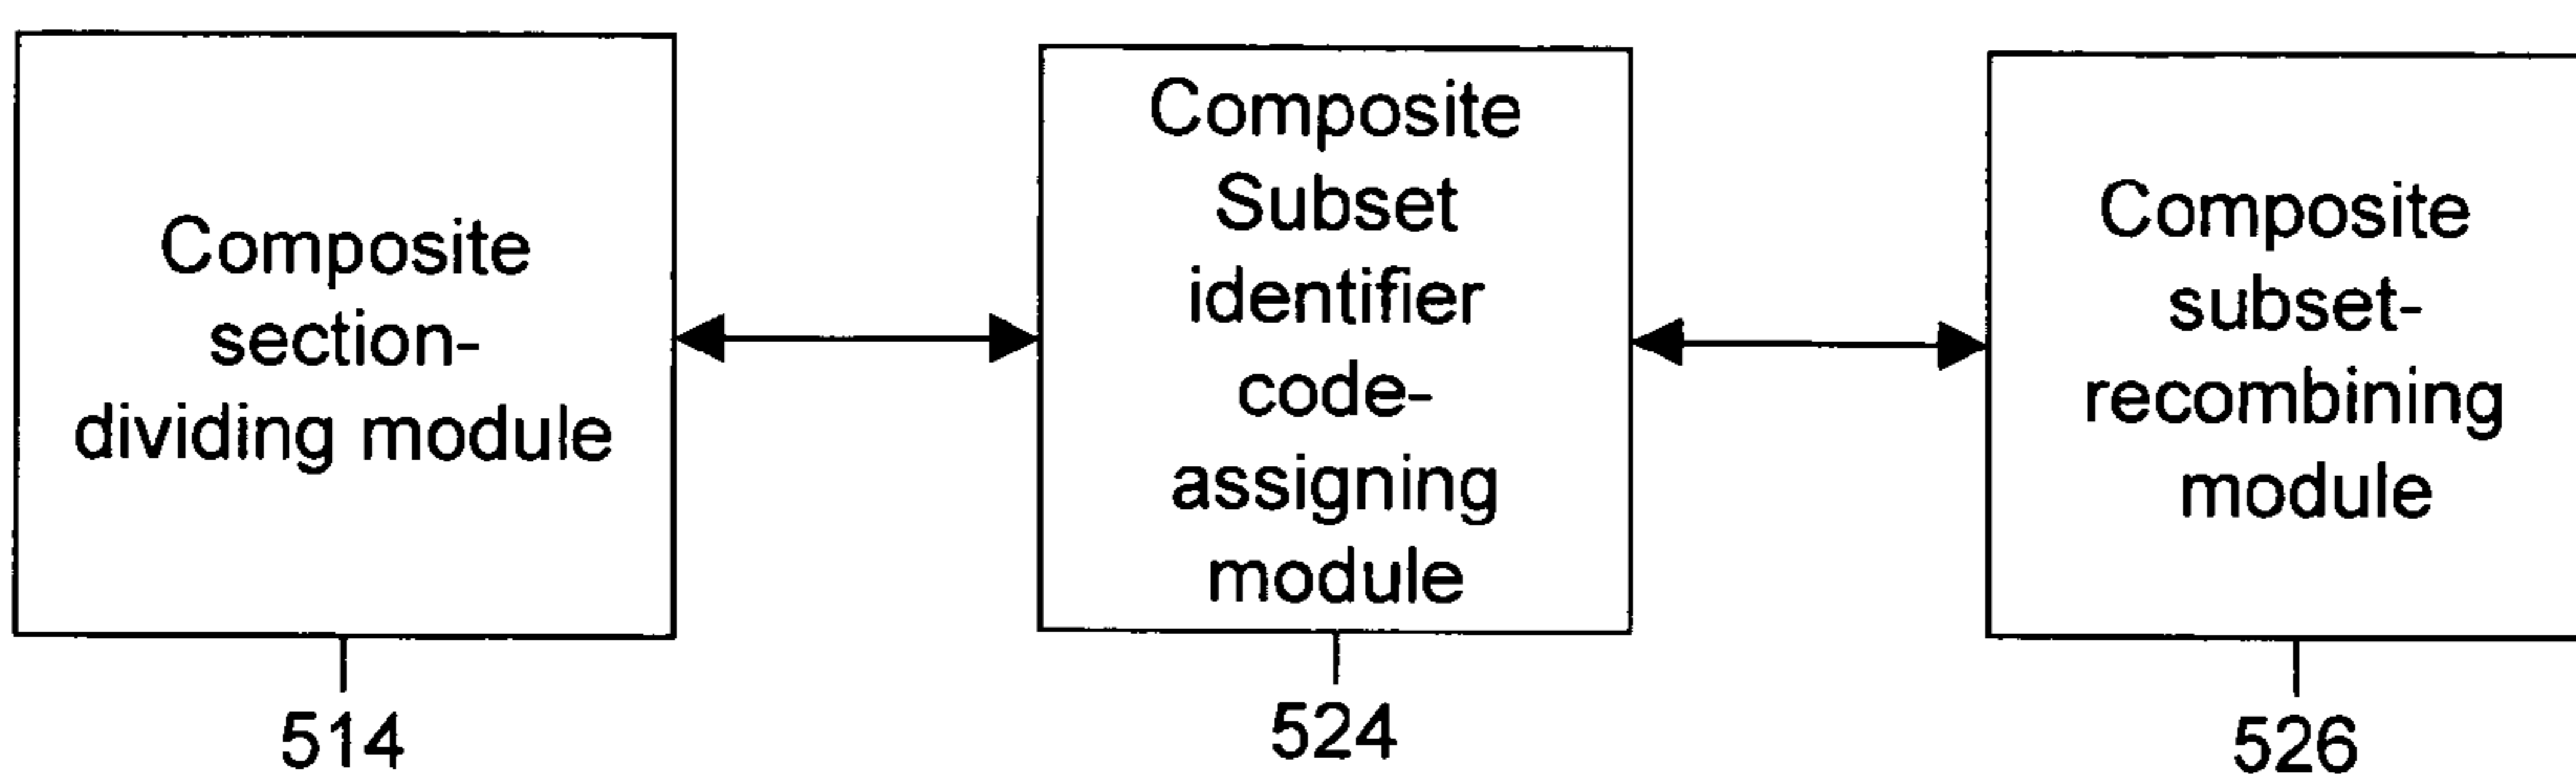 Composite
section-
dividing module
514
Composite
Subset
identifier
code-
assigning
module
524
Composite
subset-
recombining
module
526